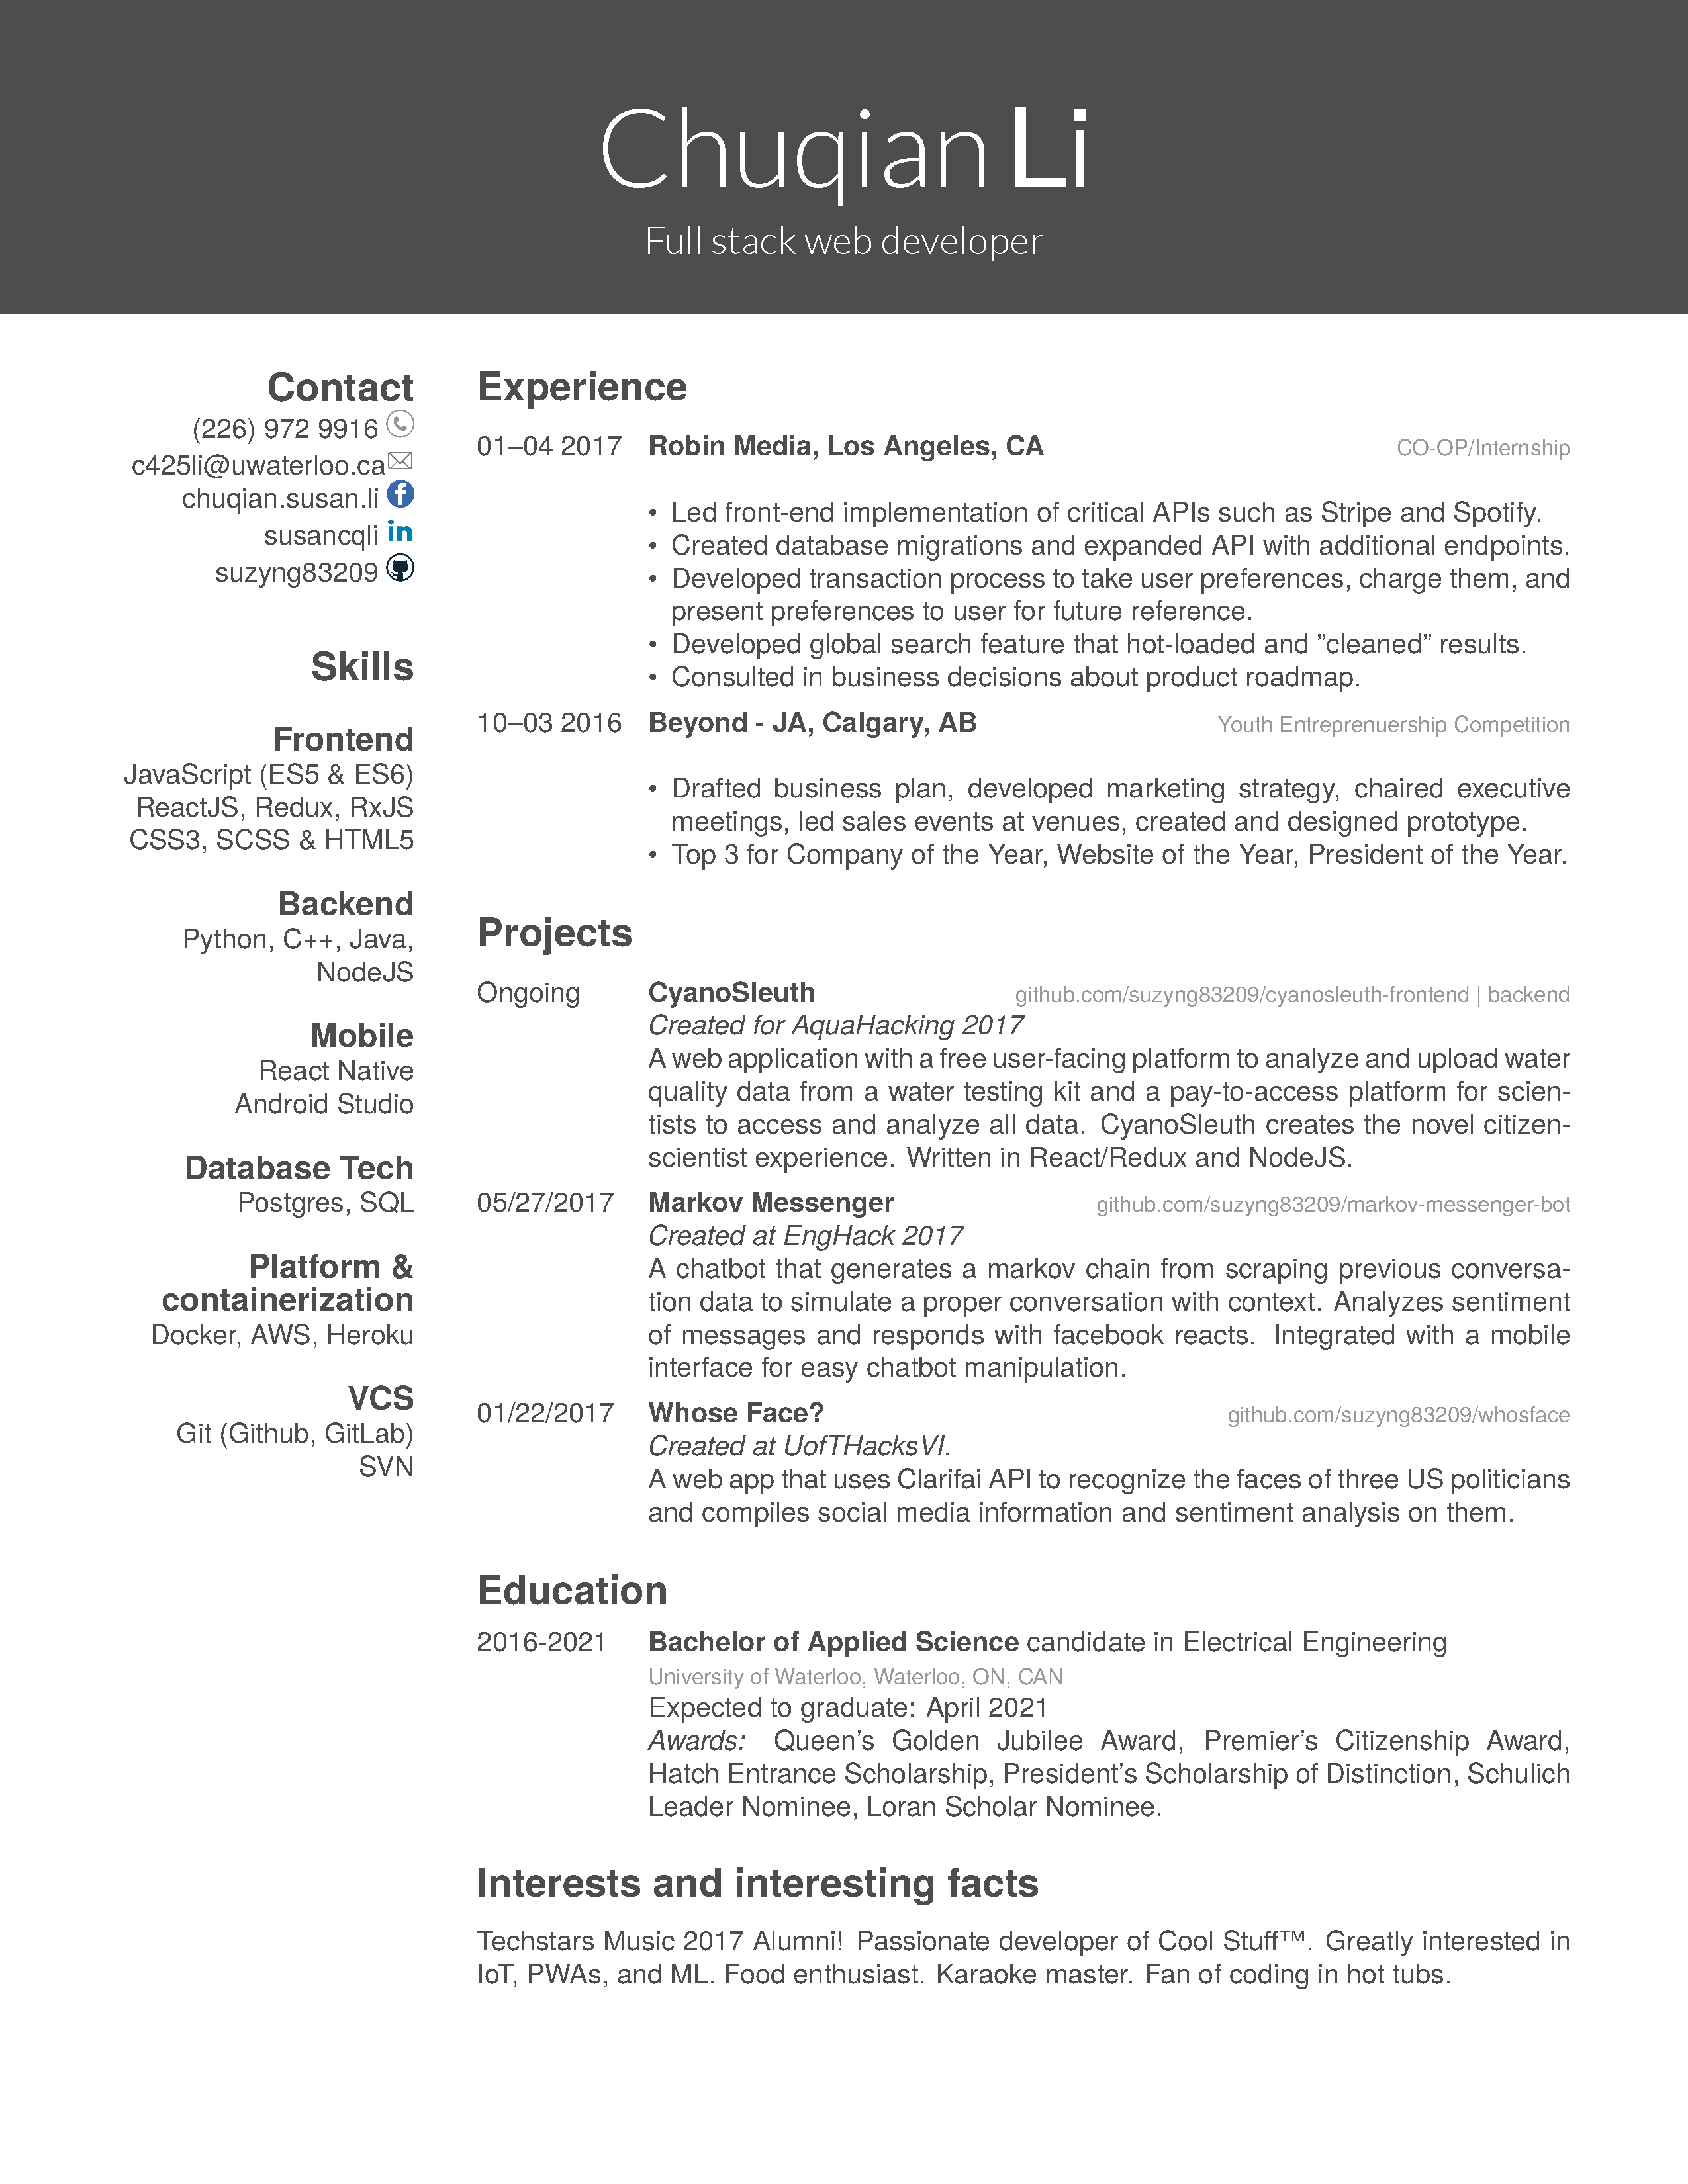 Chuqian Li
Full stack web developer
Contact
(226) 972 9916
c425li@uwaterloo.ca
chuqian.susan.li
susancqli
suzyng83209
Skills
Frontend
JavaScript (ES5 & ES6)
ReactJS, Redux, RxJS
CSS3, SCSS & HTML5
Backend
Python, C++, Java,
NodeJS
Mobile
React Native
Android Studio
Database Tech
Postgres, SQL
Platform &
containerization
Docker, AWS, Heroku
VCS
Git (Github, GitLab)
SVN
Experience
01–04 2017 Robin Media, Los Angeles, CA CO-OP/Internship
• Led front-end implementation of critical APIs such as Stripe and Spotify.
• Created database migrations and expanded API with additional endpoints.
• Developed transaction process to take user preferences, charge them, and
present preferences to user for future reference.
• Developed global search feature that hot-loaded and ”cleaned” results.
• Consulted in business decisions about product roadmap.
10–03 2016 Beyond - JA, Calgary, AB Youth Entreprenuership Competition
• Drafted business plan, developed marketing strategy, chaired executive
meetings, led sales events at venues, created and designed prototype.
• Top 3 for Company of the Year, Website of the Year, President of the Year.
Projects
Ongoing CyanoSleuth github.com/suzyng83209/cyanosleuth-frontend | backend
Created for AquaHacking 2017
A web application with a free user-facing platform to analyze and upload water
quality data from a water testing kit and a pay-to-access platform for scien-
tists to access and analyze all data. CyanoSleuth creates the novel citizen-
scientist experience. Written in React/Redux and NodeJS.
05/27/2017 Markov Messenger github.com/suzyng83209/markov-messenger-bot
Created at EngHack 2017
A chatbot that generates a markov chain from scraping previous conversa-
tion data to simulate a proper conversation with context. Analyzes sentiment
of messages and responds with facebook reacts. Integrated with a mobile
interface for easy chatbot manipulation.
01/22/2017 Whose Face? github.com/suzyng83209/whosface
Created at UofTHacksVI.
A web app that uses Clarifai API to recognize the faces of three US politicians
and compiles social media information and sentiment analysis on them.
Education
2016-2021 Bachelor of Applied Science candidate in Electrical Engineering
University of Waterloo, Waterloo, ON, CAN
Expected to graduate: April 2021
Awards: Queen’s Golden Jubilee Award, Premier’s Citizenship Award,
Hatch Entrance Scholarship, President’s Scholarship of Distinction, Schulich
Leader Nominee, Loran Scholar Nominee.
Interests and interesting facts
Techstars Music 2017 Alumni! Passionate developer of Cool Stuff™. Greatly interested in
IoT, PWAs, and ML. Food enthusiast. Karaoke master. Fan of coding in hot tubs.